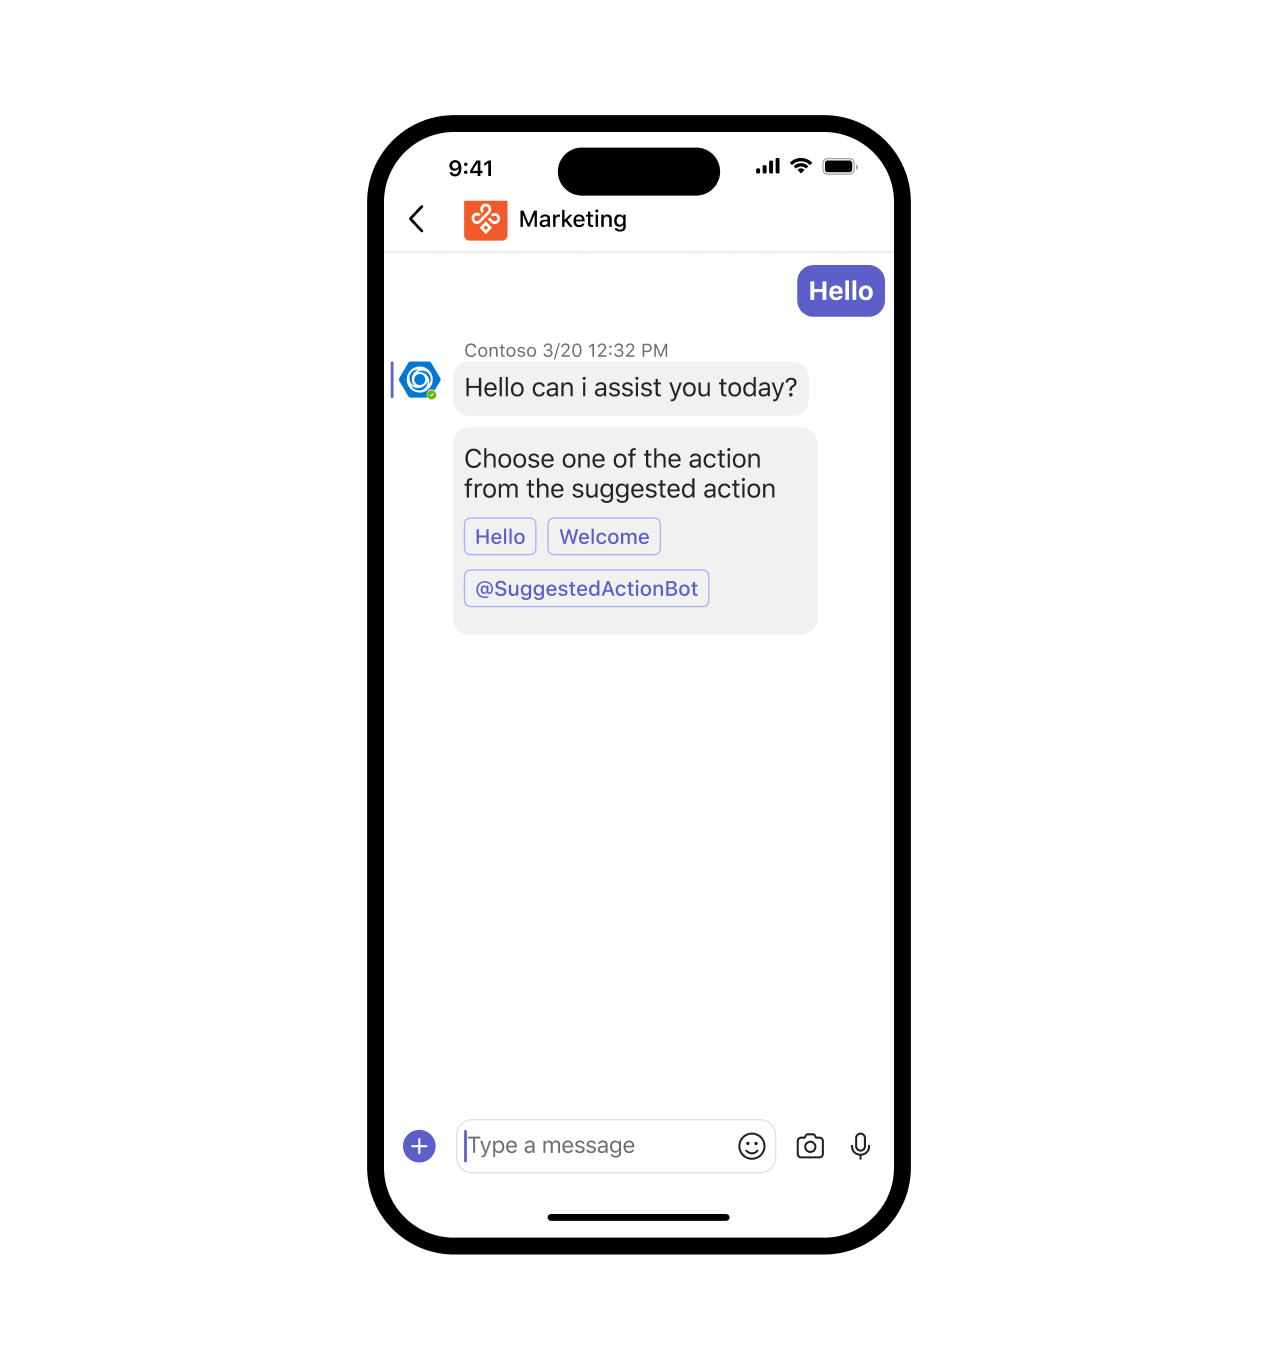 9:41
Marketing
Hello
Contoso 3/20 12:32 PM
Hello can i assist you today?
Choose one of the action
from the suggested action
Hello
Welcome
@SuggestedActionBot
Type a message